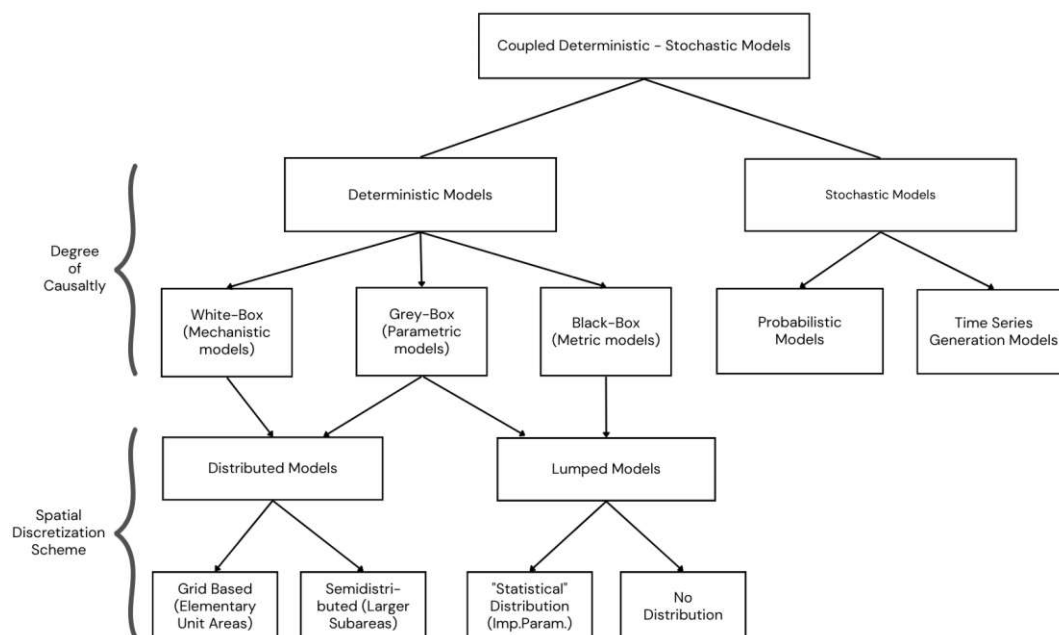 Coupled Deterministic - Stochastic Models
Deterministic Models
Stochastic Models
Degree
of
Causaltly
White-Box
(Mechanistic
models)
Grey-Box
(Parametric
models)
Black-Box
(Metric models)
Probabilistic
Models
Time Series
Generation Models
Distributed Models
Lumped Models
Spatial
Discretization
Scheme
Grid Based
(Elementary
Unit Areas)
Semidistri-
buted (Larger
Subareas)
"Statistical"
Distribution
(Imp.Param.)
No
Distribution